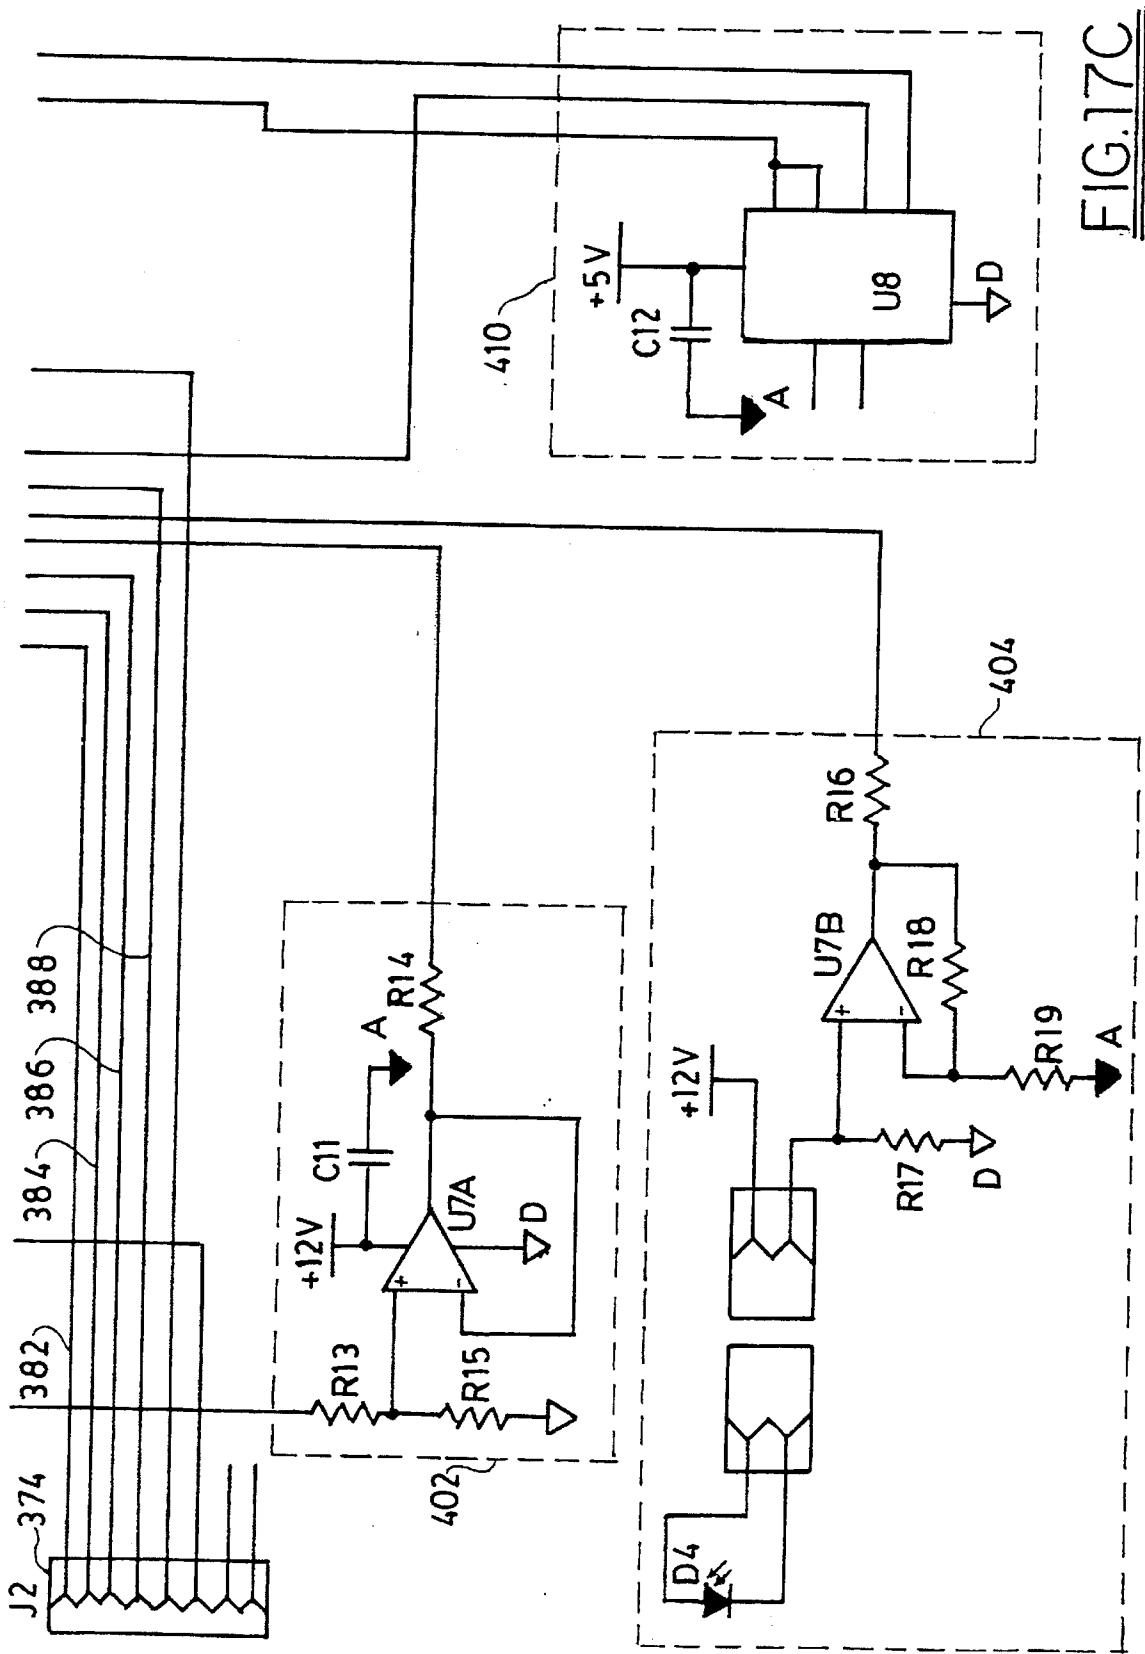 J2
374
382
384
386
388
402
R13
R15
+12V
C11
A
+
-
U7A
D
R14
410
+5V
C12
A
U8
D
404
D4
+12V
R17
D
+
-
U7B
R18
R19
A
R16
FIG.17C